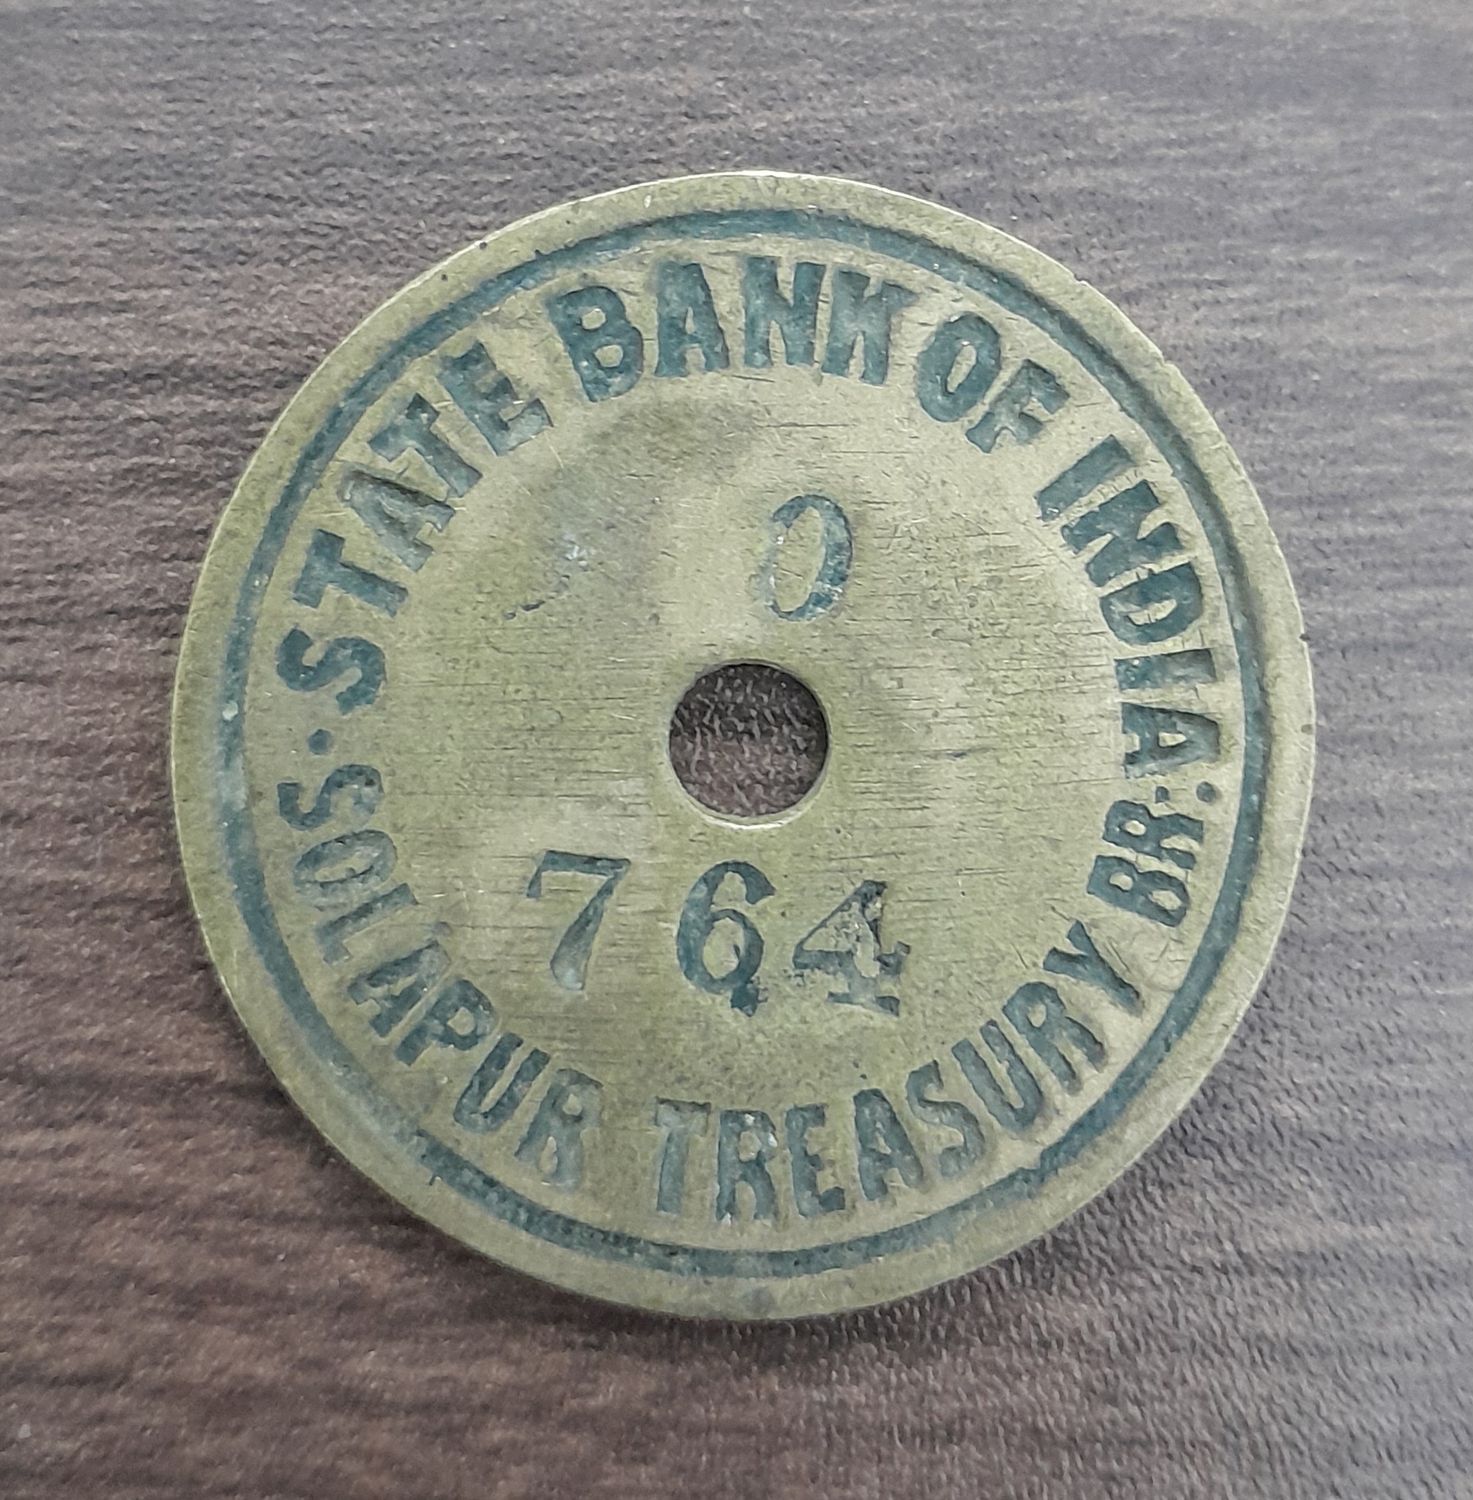 STATE BANK OF INDIA.
SOLAPUR TREASURY BR.
0
764